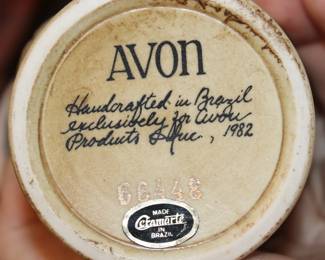 AVON
Handcrafted in Brazil
exclusively for Avon
Products Inc., 1982
66448
MADE
Ceramarte
IN
BRAZIL